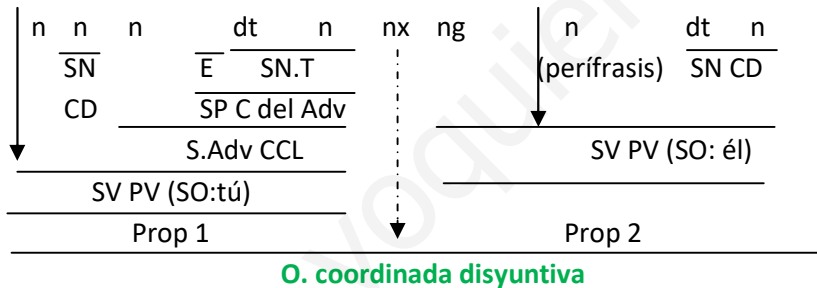 n n n dt n nx ng n dt n
SN E SN.T (perífrasis) SN CD
CD SP C del Adv
S.Adv CCL SV PV (SO: él)
SV PV (SO:tú)
Prop 1 Prop 2
O. coordinada disyuntiva